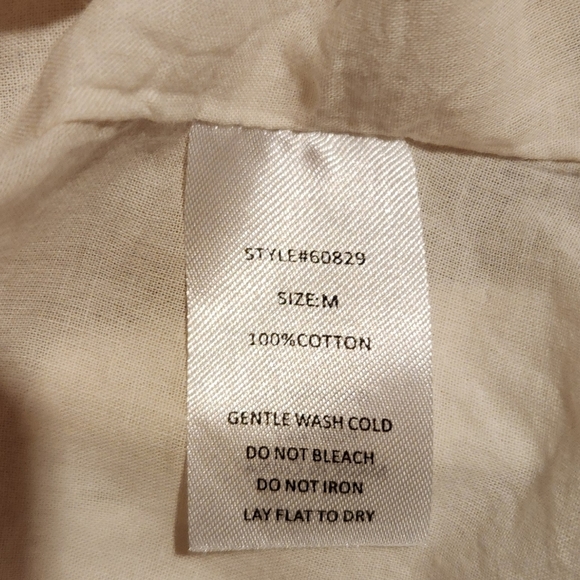 STYLE#60829
SIZE:M
100%COTTON
GENTLE WASH COLD
DO NOT BLEACH
DO NOT IRON
LAY FLAT TO DRY